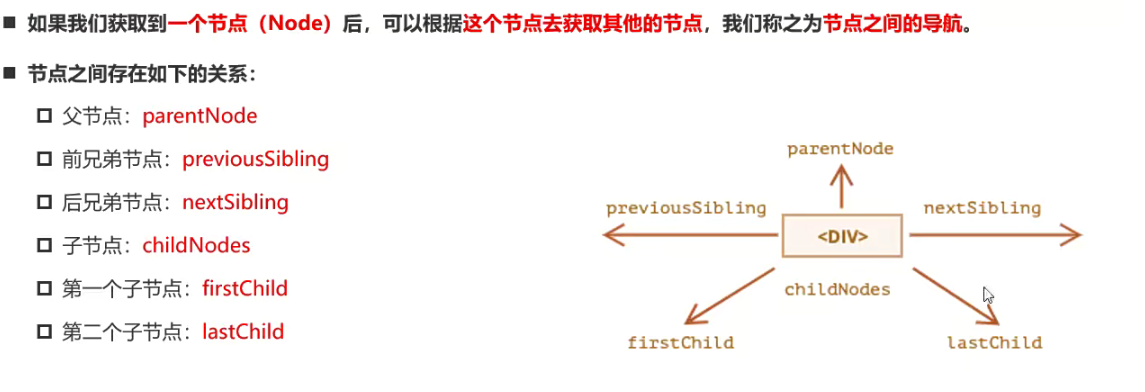 如果我们获取到一个节点（Node）后，可以根据这个节点去获取其他的节点，我们称之为节点之间的导航。
节点之间存在如下的关系：
父节点：parentNode
前兄弟节点：previousSibling
后兄弟节点：nextSibling
子节点：childNodes
第一个子节点：firstChild
第二个子节点：lastChild
parentNode
previousSibling
nextSibling
<DIV>
childNodes
firstChild
lastChild